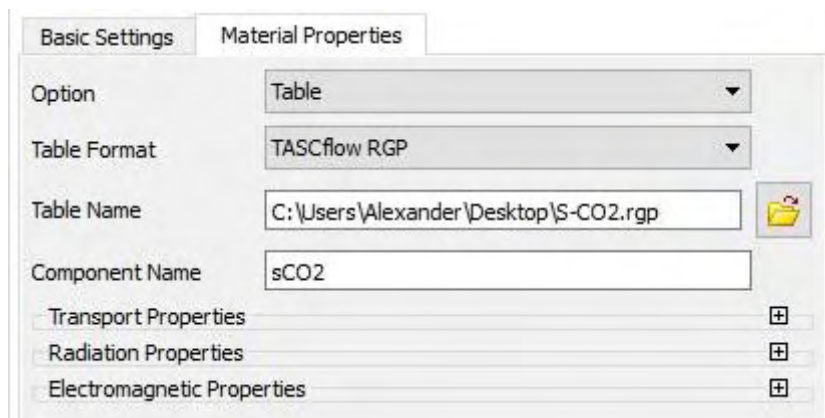 Basic Settings Material Properties
Option Table
Table Format TASCflow RGP
Table Name C:\Users\Alexander\Desktop\S-CO2.rgp
Component Name sCO2
Transport Properties
Radiation Properties
Electromagnetic Properties